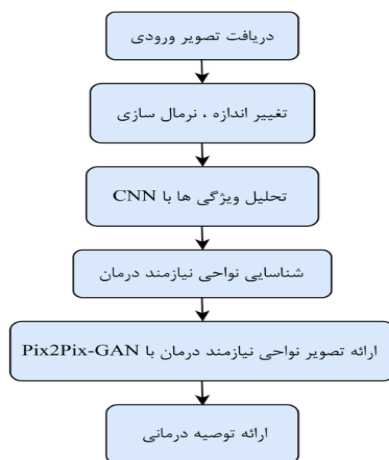 دریافت تصویر ورودی
تغییر اندازه ، نرمال سازی
تحلیل ویژگی ها با CNN
شناسایی نواحی نیازمند درمان
ارائه تصویر نواحی نیازمند درمان با Pix2Pix-GAN
ارائه توصیه درمانی